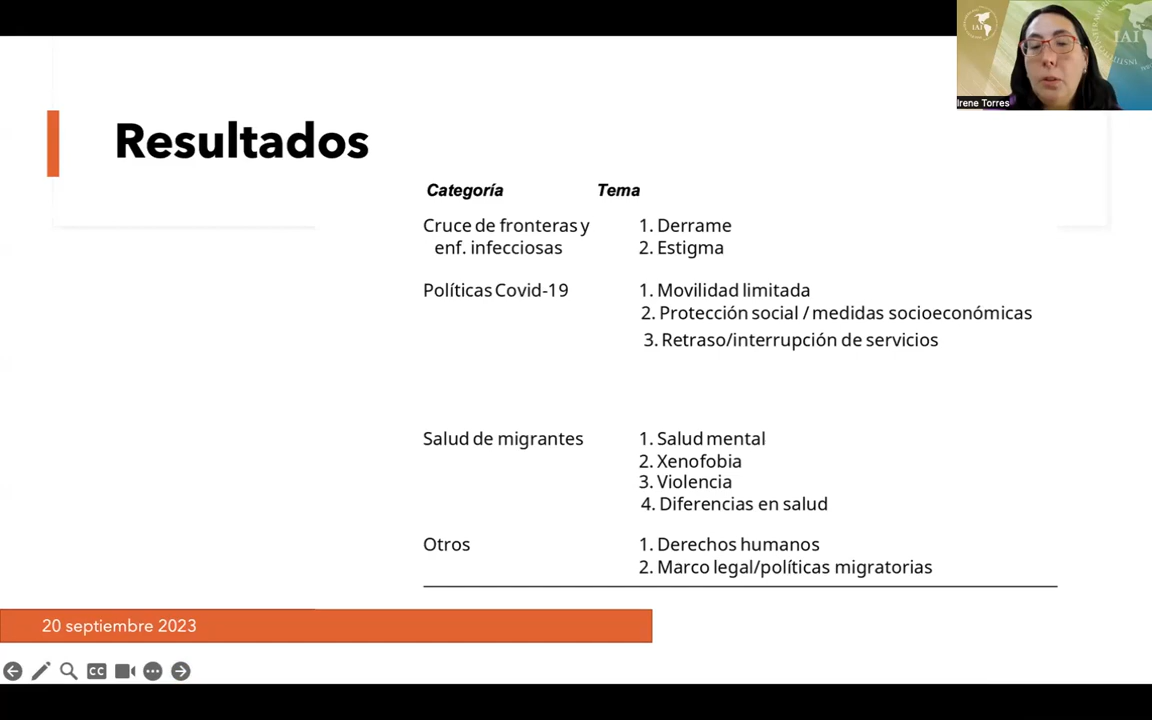 IAI
IAI
Irene Torres
Resultados
Categoría Tema
Cruce de fronteras y 1. Derrame
enf. infecciosas 2. Estigma
Políticas Covid-19 1. Movilidad limitada
2. Protección social / medidas socioeconómicas
3. Retraso/interrupción de servicios
Salud de migrantes 1. Salud mental
2. Xenofobia
3. Violencia
4. Diferencias en salud
Otros 1. Derechos humanos
2. Marco legal/políticas migratorias
20 septiembre 2023
CC